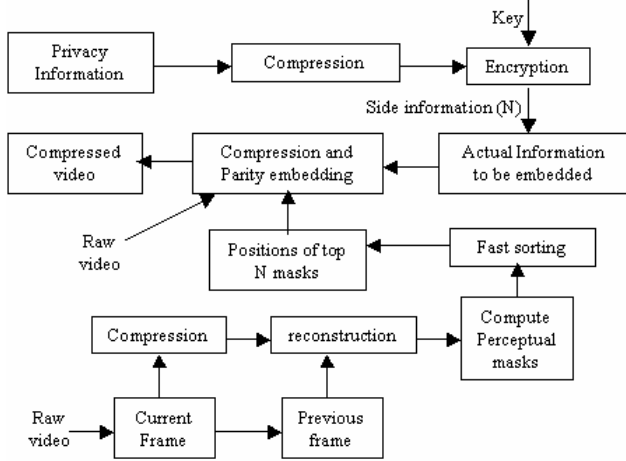 Key
Privacy
Information
Compression
Encryption
Side information (N)
Compressed
video
Compression and
Parity embedding
Actual Information
to be embedded
Raw
video
Positions of top
N masks
Fast sorting
Compression
reconstruction
Compute
Perceptual
masks
Raw
video
Current
Frame
Previous
frame